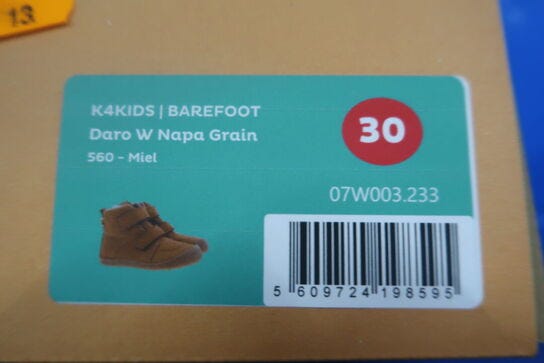 13
K4KIDS | BAREFOOT
Daro W Napa Grain
560 - Miel
30
07W003.233
5 609724 198595